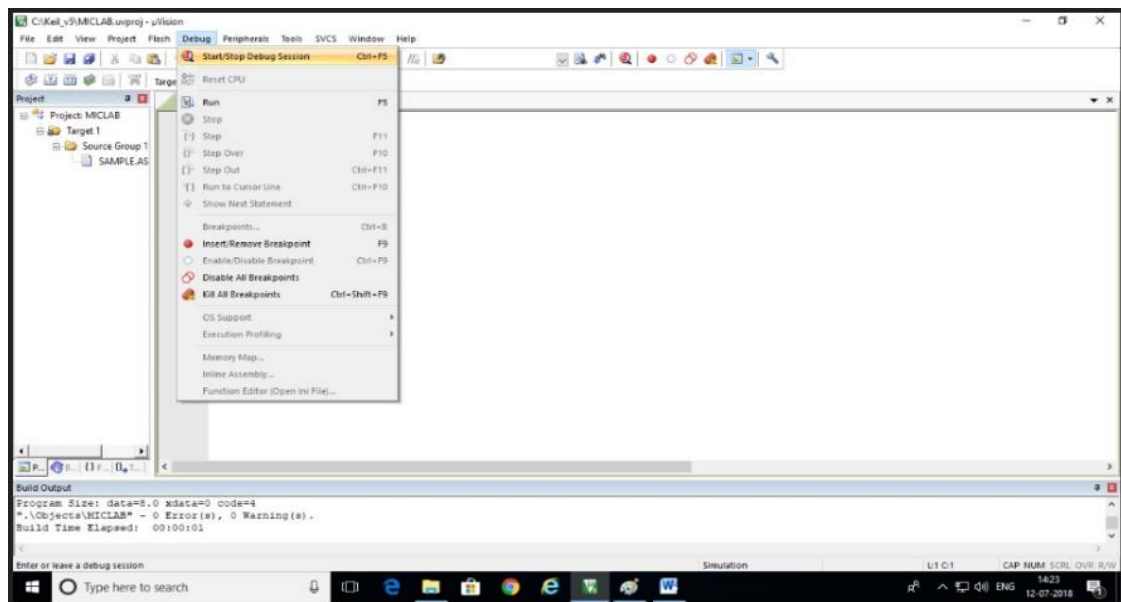 C:\Keil_v5\MICLAB.uvproj - µVision
File Edit View Project Flash Debug Peripherals Tools SVCS Window Help
Start/Stop Debug Session Ctrl+F5
Reset CPU
Run F5
Stop
Step F11
Step Over F10
Step Out Ctrl+F11
Run to Cursor Line Ctrl+F10
Show Next Statement
Breakpoints... Ctrl+B
Insert/Remove Breakpoint F9
Enable/Disable Breakpoint Ctrl+F9
Disable All Breakpoints
Kill All Breakpoints Ctrl+Shift+F9
OS Support
Execution Profiling
Memory Map...
Inline Assembly...
Function Editor (Open Ini File)...
Targe
Project
Project: MICLAB
Target 1
Source Group 1
SAMPLE.AS
P... B... {} F... T...
Build Output
Program Size: data=8.0 xdata=0 code=4
".\Objects\MICLAB" - 0 Error(s), 0 Warning(s).
Build Time Elapsed: 00:00:01
Enter or leave a debug session Simulation L:1 C:1 CAP NUM SCRL OVR R/W
Type here to search
ENG
14:23
12-07-2018